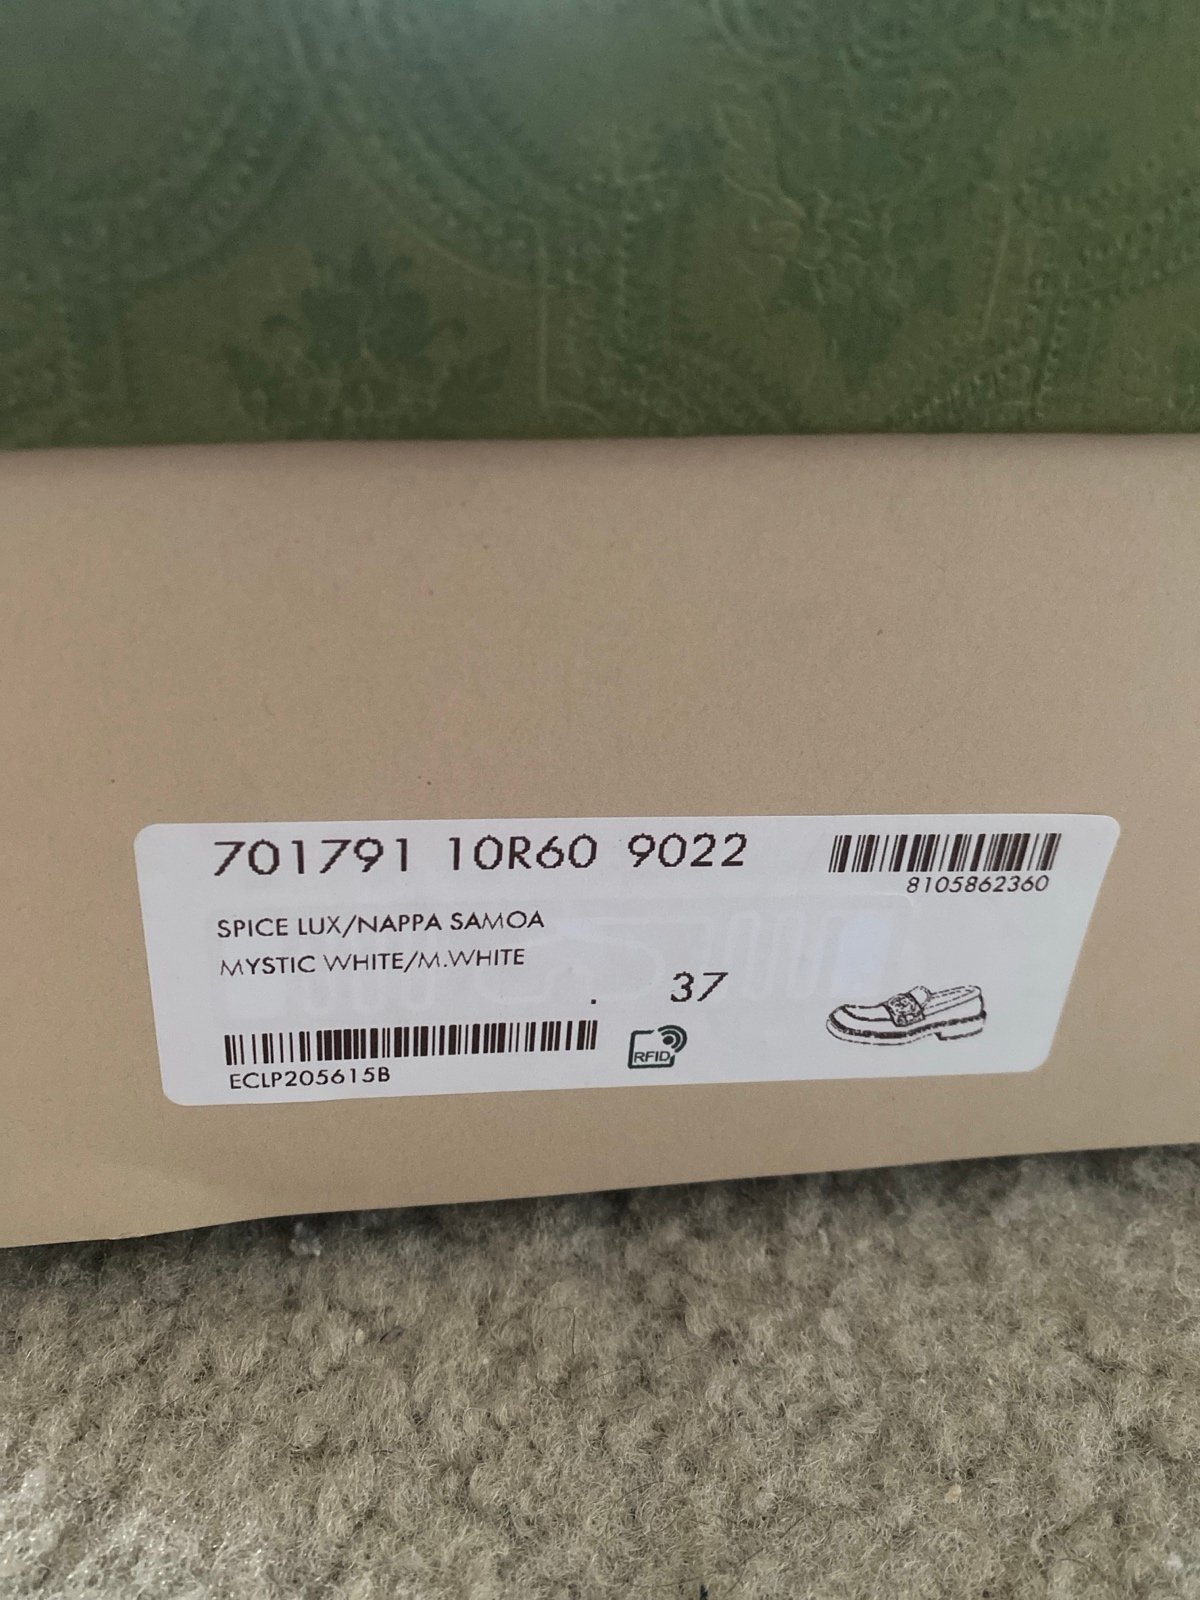 701791 10R60 9022
8105862360
SPICE LUX/NAPPA SAMOA
MYSTIC WHITE/M.WHITE
. 37
ECLP205615B
RFID